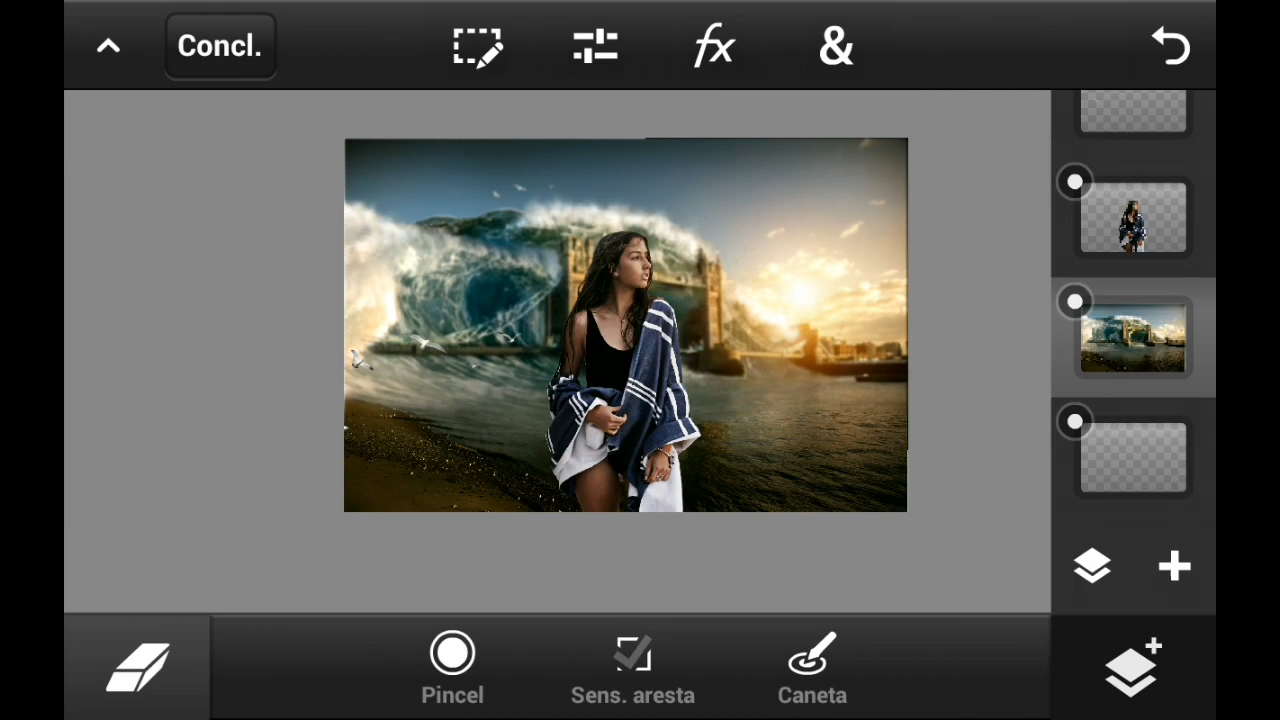 Concl.
fx
&
Pincel
Sens. aresta
Caneta